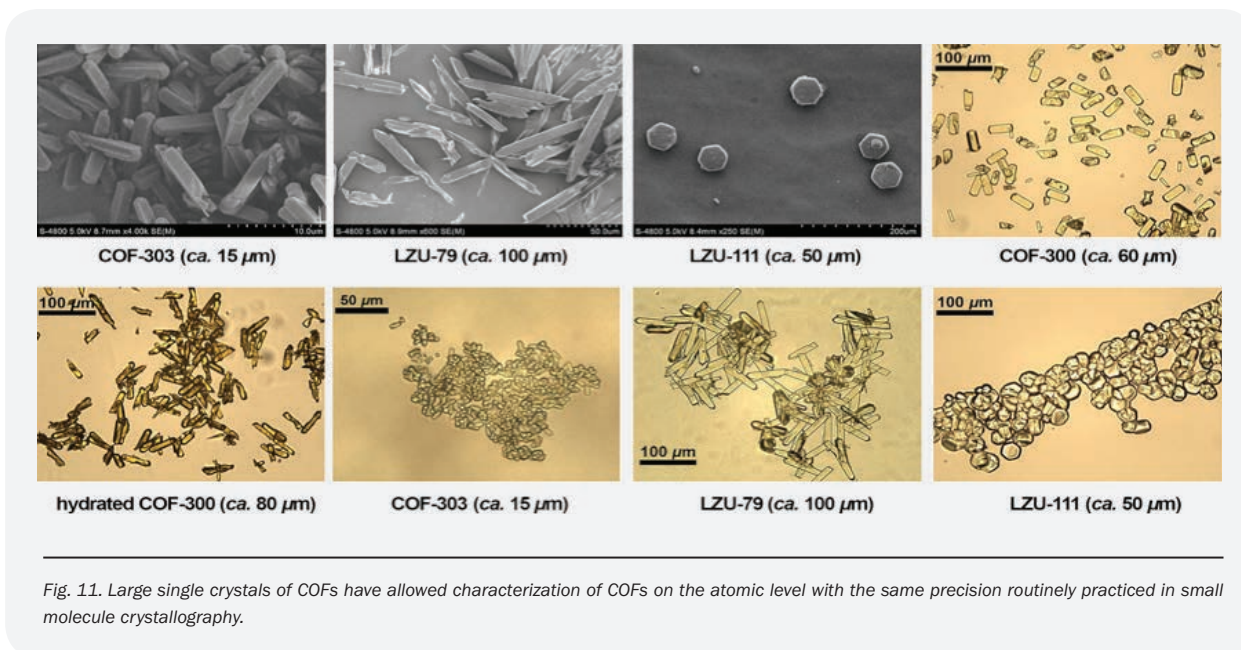 100 µm
S-4800 5.0kV 8.7mm x4.00k SE(M) 10.0um
S-4800 5.0kV 8.9mm x600 SE(M) 50.0um
S-4800 5.0kV 8.4mm x250 SE(M) 200um
COF-303 (ca. 15 µm)
LZU-79 (ca. 100 µm)
LZU-111 (ca. 50 µm)
COF-300 (ca. 60 µm)
100 µm
50 µm
100 µm
100 µm
hydrated COF-300 (ca. 80 µm)
COF-303 (ca. 15 µm)
LZU-79 (ca. 100 µm)
LZU-111 (ca. 50 µm)
Fig. 11. Large single crystals of COFs have allowed characterization of COFs on the atomic level with the same precision routinely practiced in small
molecule crystallography.